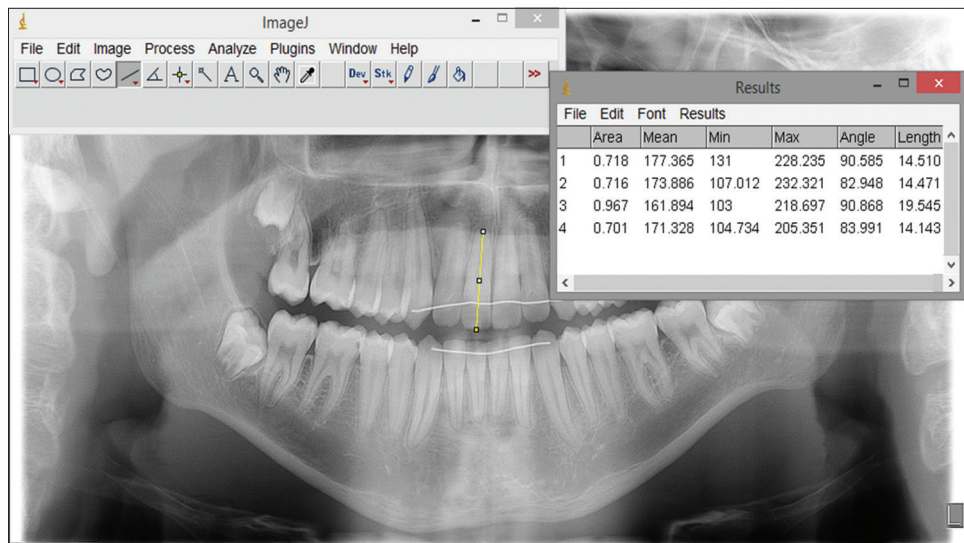 ImageJ
File Edit Image Process Analyze Plugins Window Help
A Dev Stk >>
Results
File Edit Font Results
Area Mean Min Max Angle Length
1 0.718 177.365 131 228.235 90.585 14.510
2 0.716 173.886 107.012 232.321 82.948 14.471
3 0.967 161.894 103 218.697 90.868 19.545
4 0.701 171.328 104.734 205.351 83.991 14.143